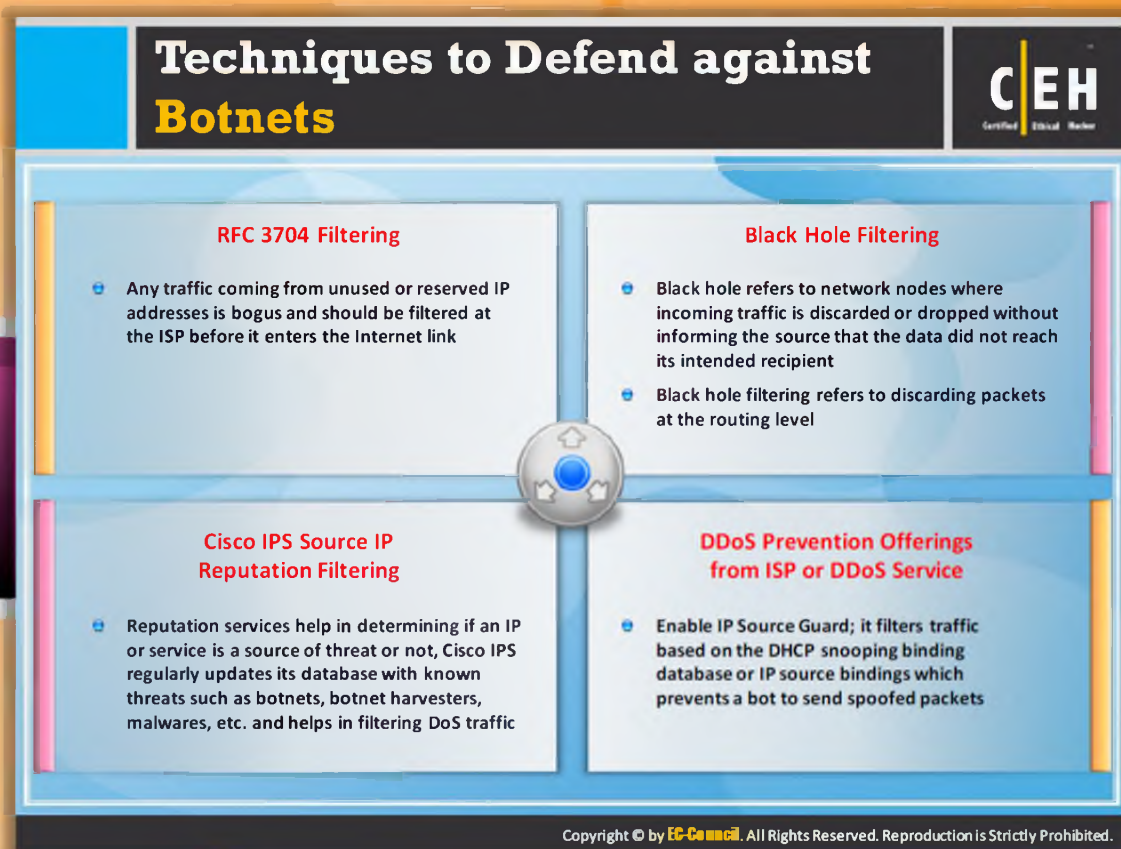 Techniques to Defend against
Botnets
CEH
Certified Ethical Hacker
RFC 3704 Filtering
Any traffic coming from unused or reserved IP
addresses is bogus and should be filtered at
the ISP before it enters the Internet link
Black Hole Filtering
Black hole refers to network nodes where
incoming traffic is discarded or dropped without
informing the source that the data did not reach
its intended recipient
Black hole filtering refers to discarding packets
at the routing level
Cisco IPS Source IP
Reputation Filtering
Reputation services help in determining if an IP
or service is a source of threat or not, Cisco IPS
regularly updates its database with known
threats such as botnets, botnet harvesters,
malwares, etc. and helps in filtering DoS traffic
DDoS Prevention Offerings
from ISP or DDoS Service
Enable IP Source Guard; it filters traffic
based on the DHCP snooping binding
database or IP source bindings which
prevents a bot to send spoofed packets
Copyright © by EC-Council. All Rights Reserved. Reproduction is Strictly Prohibited.